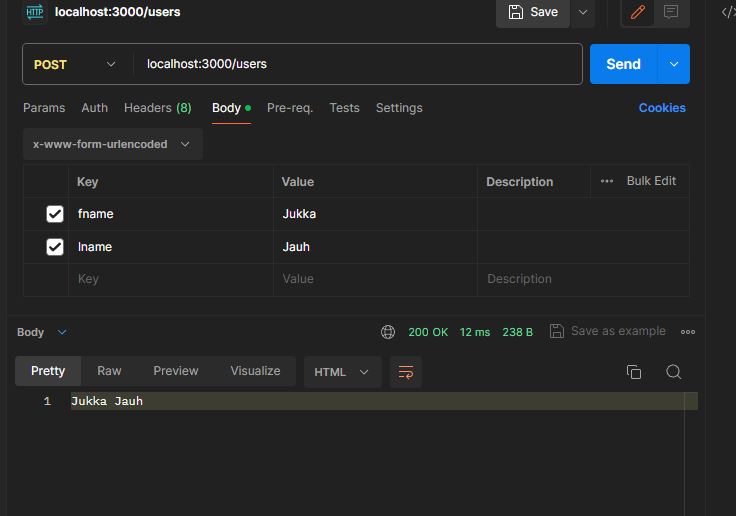 HTTP localhost:3000/users Save
POST localhost:3000/users Send
Params Auth Headers (8) Body Pre-req. Tests Settings Cookies
x-www-form-urlencoded
Key Value Description Bulk Edit
fname Jukka
lname Jauh
Key Value Description
Body 200 OK 12 ms 238 B Save as example
Pretty Raw Preview Visualize HTML
1 Jukka Jauh